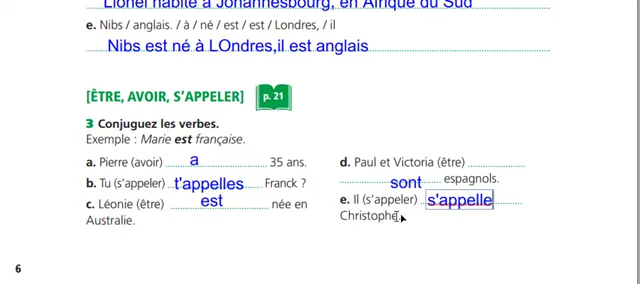 Lionel habite à Johannesbourg, en Afrique du Sud
e. Nibs / anglais. / à / né / est / est / Londres, / il
Nibs est né à LOndres,il est anglais
[ÊTRE, AVOIR, S'APPELER] p. 21
3 Conjuguez les verbes.
Exemple : Marie est française.
a. Pierre (avoir) a 35 ans.
b. Tu (s'appeler) t'appelles Franck ?
c. Léonie (être) est née en
Australie.
d. Paul et Victoria (être)
sont espagnols.
e. Il (s'appeler) s'appelle
Christophe.
6